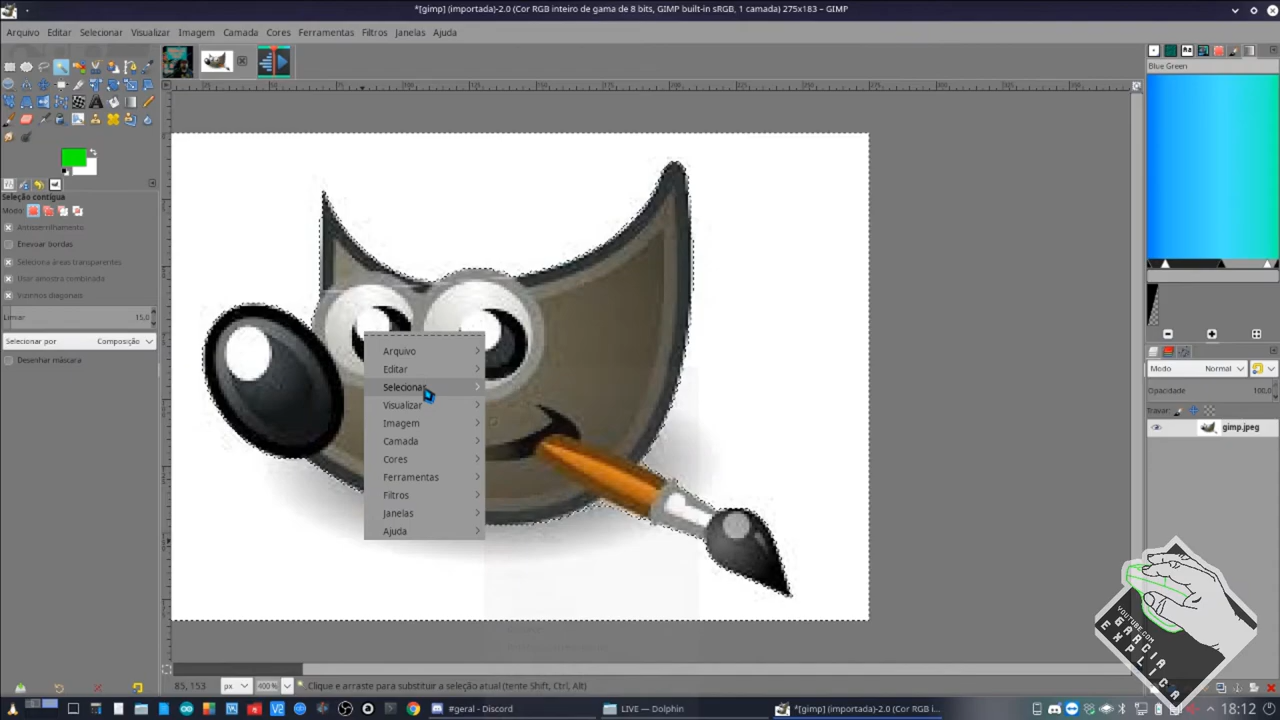 *[gimp] (importada)-2.0 (Cor RGB inteiro de gama de 8 bits, GIMP built-in sRGB, 1 camada) 275x183 – GIMP
Arquivo Editar Selecionar Visualizar Imagem Camada Cores Ferramentas Filtros Janelas Ajuda
Blue Green
Seleção contígua
Modo:
Antisserrilhamento
Enevoar bordas
Seleciona áreas transparentes
Usar amostra combinada
Vizinhos diagonais
Limiar 15,0
Selecionar por Composição
Desenhar máscara
Arquivo
Editar
Selecionar
Visualizar
Imagem
Camada
Cores
Ferramentas
Filtros
Janelas
Ajuda
Modo Normal
Opacidade 100,0
Travar:
gimp.jpeg
YOUTUBE.COM
GARCIA
EXPLICA
85, 153 px 400% Clique e arraste para substituir a seleção atual (tente Shift, Ctrl, Alt)
#geral - Discord LIVE — Dolphin *[gimp] (importada)-2.0 (Cor RGB i... 18:12